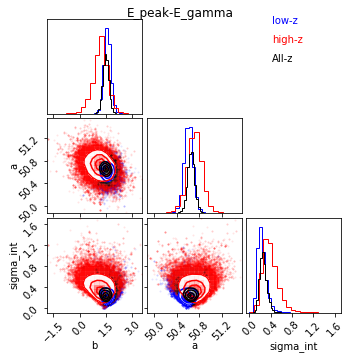 E_peak-E_gamma
low-z
high-z
All-z
a
51.2
50.8
50.4
50.0
sigma_int
1.6
1.2
0.8
0.4
0.0
−1.5 0.0 1.5 3.0
50.0 50.4 50.8 51.2
0.0 0.4 0.8 1.2 1.6
b a sigma_int